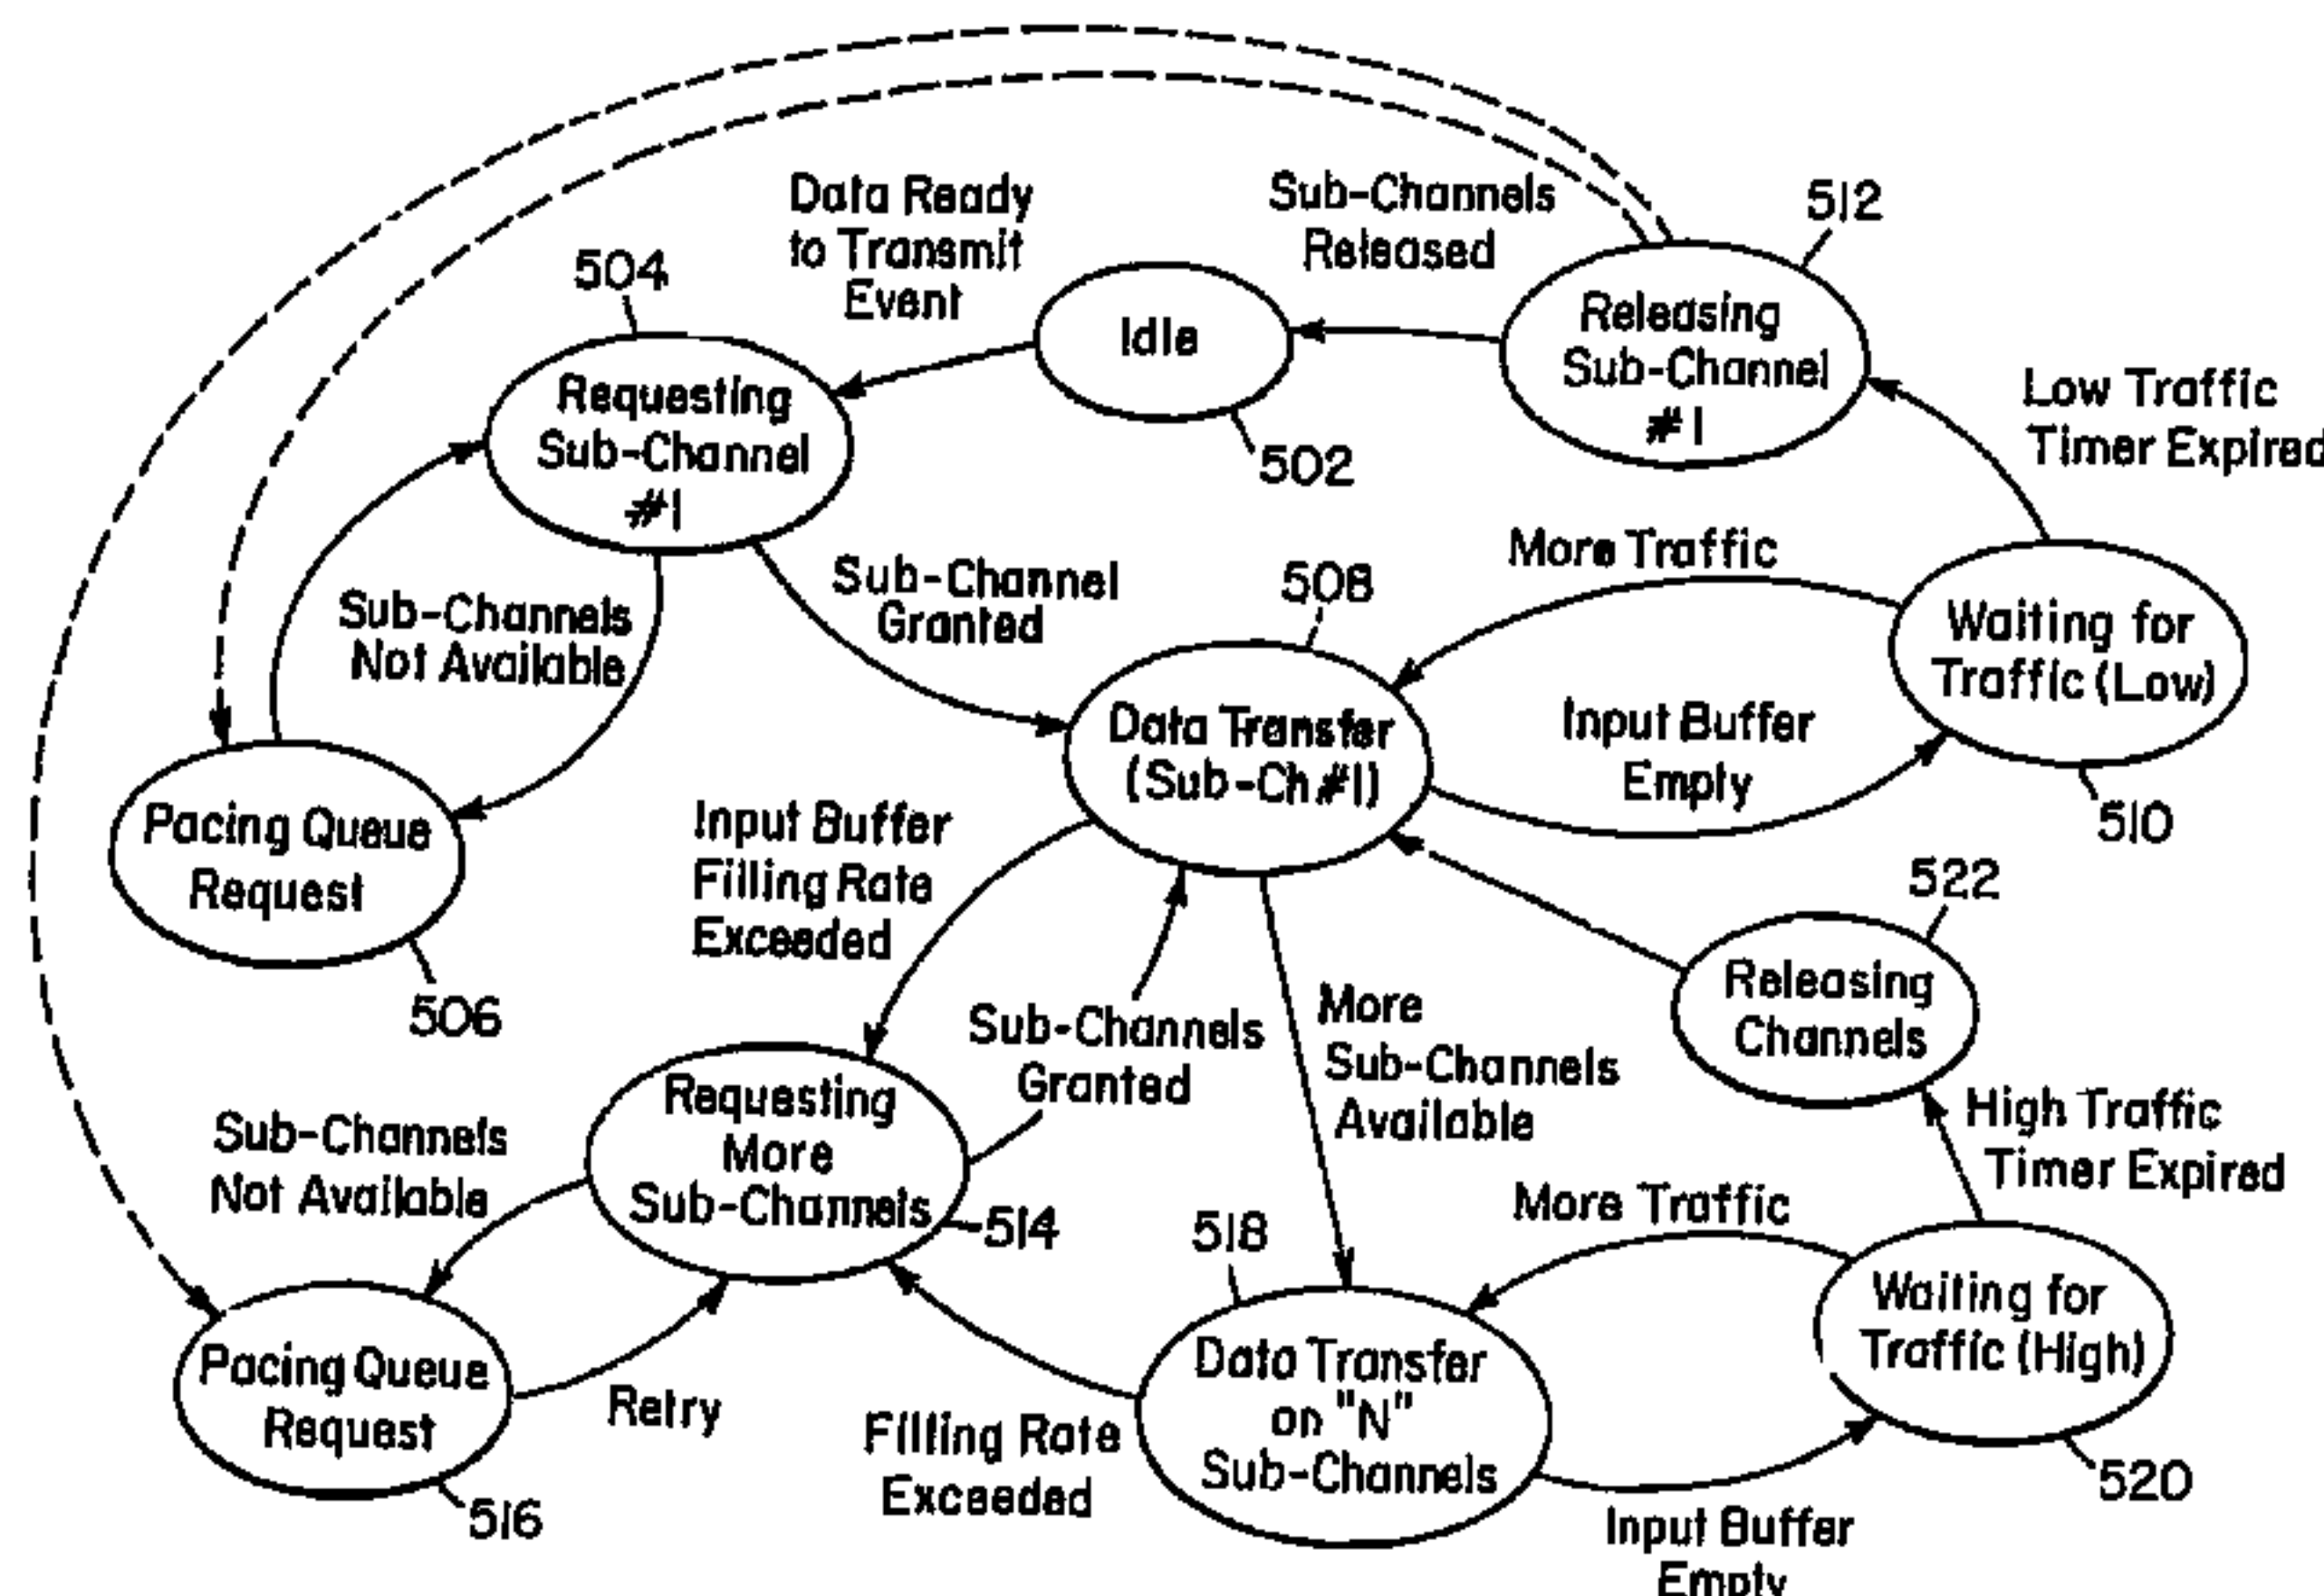 Data Ready
to Transmit
Event
Sub-Channels
Released
512
504
Idle
Releasing
Sub-Channel
#1
Requesting
Sub-Channel
#1
502
Low Traffic
Timer Expired
Sub-Channels
Not Available
Sub-Channel
Granted
508
More Traffic
Waiting for
Traffic (Low)
Data Transfer
(Sub-Ch#1)
Input Buffer
Empty
510
Pacing Queue
Request
506
Input Buffer
Filling Rate
Exceeded
522
Releasing
Channels
Sub-Channels
Granted
More
Sub-Channels
Available
Requesting
More
Sub-Channels
514
High Traffic
Timer Expired
Sub-Channels
Not Available
518
More Traffic
Waiting for
Traffic (High)
Pacing Queue
Request
Retry
516
Filling Rate
Exceeded
Data Transfer
on "N"
Sub-Channels
520
Input Buffer
Empty